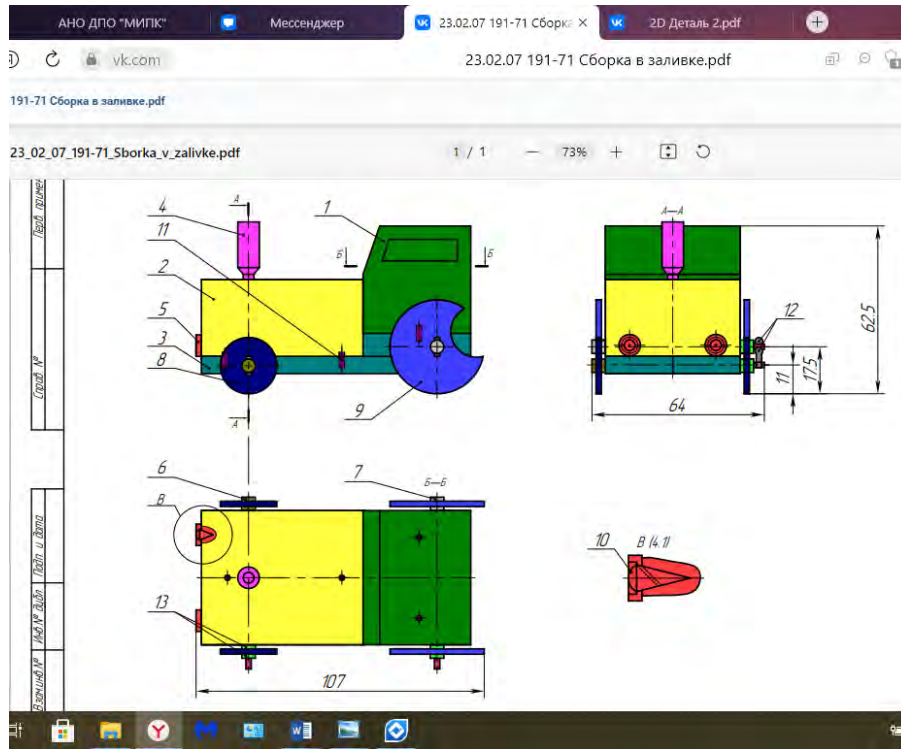 АНО ДПО "МИПК"
Мессенджер
23.02.07 191-71 Сборка
2D Деталь 2.pdf
vk.com
23.02.07 191-71 Сборка в заливке.pdf
191-71 Сборка в заливке.pdf
23_02_07_191-71_Sborka_v_zalivke.pdf
1 / 1
73%
Перв. примен
Справ №
Подп. и дата
Инв № дубл
Взам.инв №
А
4
11
1
Б
Б
2
5
3
8
9
А
А–А
12
62.5
17.5
11
64
6
7
Б–Б
В
13
107
10
В (4:1)